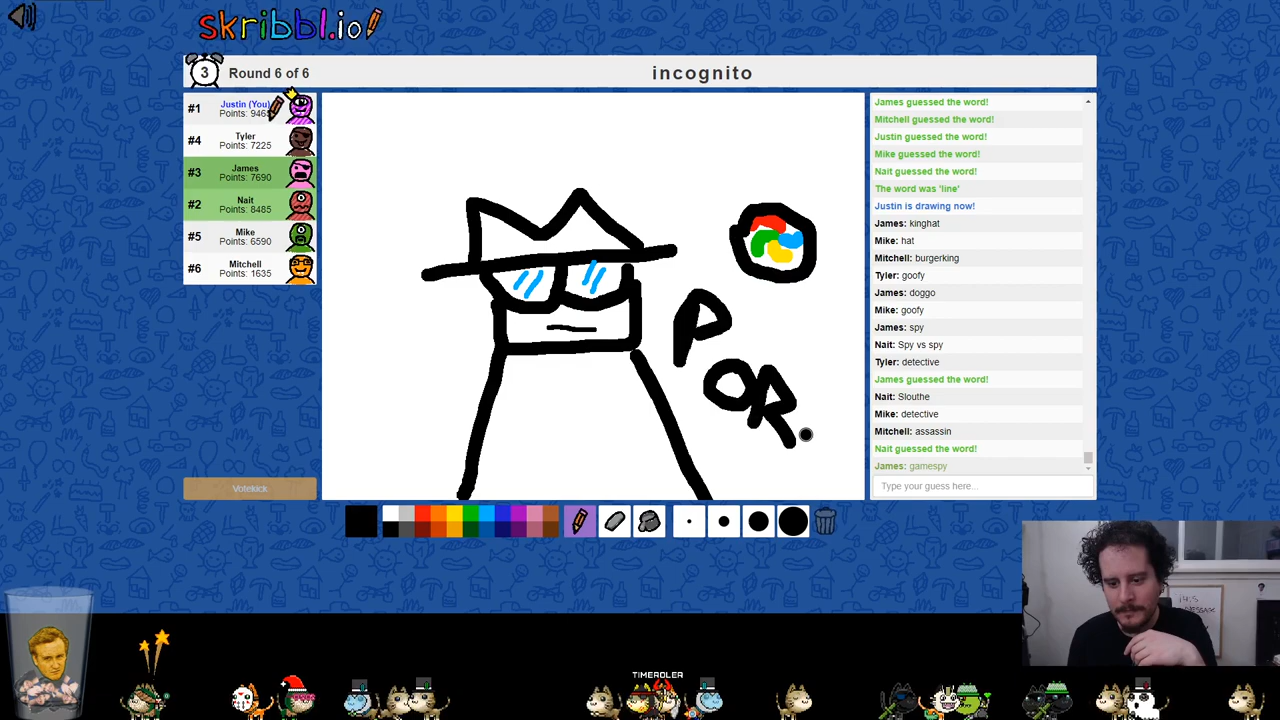 skribbl.io
3
Round 6 of 6
incognito
#1
Justin (You)
Points: 9465
#4
Tyler
Points: 7225
#3
James
Points: 7690
#2
Nait
Points: 8485
#5
Mike
Points: 6590
#6
Mitchell
Points: 1635
Votekick
P
OR
James guessed the word!
Mitchell guessed the word!
Justin guessed the word!
Mike guessed the word!
Nait guessed the word!
The word was 'line'
Justin is drawing now!
James: kinghat
Mike: hat
Mitchell: burgerking
Tyler: goofy
James: doggo
Mike: goofy
James: spy
Nait: Spy vs spy
Tyler: detective
James guessed the word!
Nait: Slouthe
Mike: detective
Mitchell: assassin
Nait guessed the word!
James: gamespy
Type your guess here...
TIMEROLER